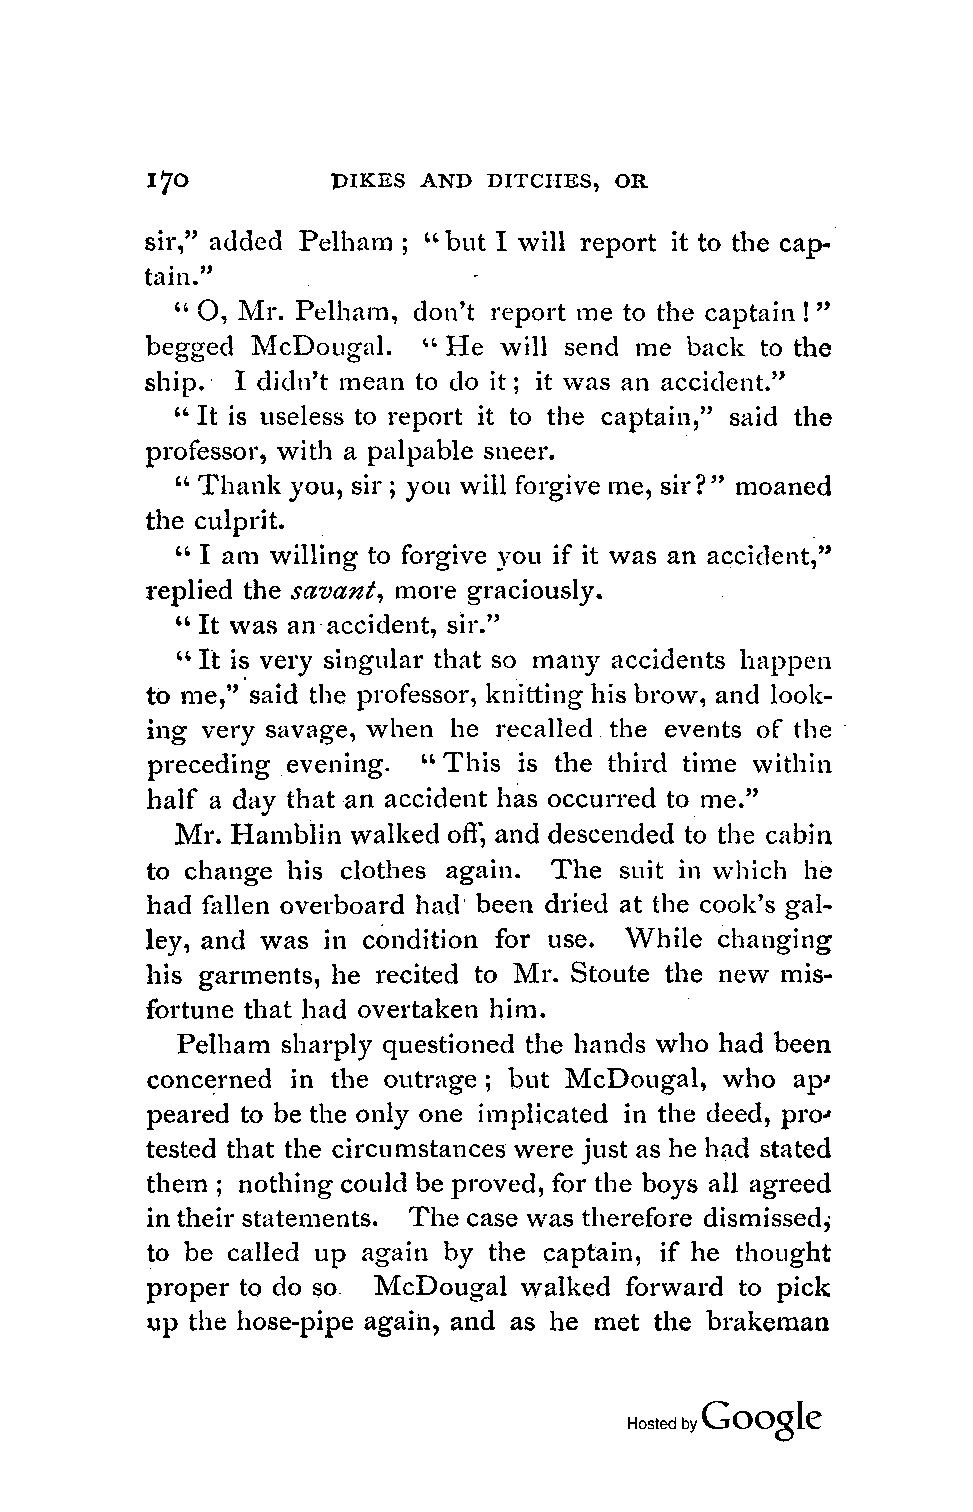 170 DIKES AND DITCHES, OR
sir," added Pelham; "but I will report it to the cap-
tain."
"O, Mr. Pelham, don't report me to the captain!"
begged McDougal. "He will send me back to the
ship. I didn't mean to do it; it was an accident."
"It is useless to report it to the captain," said the
professor, with a palpable sneer.
"Thank you, sir; you will forgive me, sir?" moaned
the culprit.
"I am willing to forgive you if it was an accident,"
replied the savant, more graciously.
"It was an accident, sir."
"It is very singular that so many accidents happen
to me," said the professor, knitting his brow, and look-
ing very savage, when he recalled the events of the
preceding evening. "This is the third time within
half a day that an accident has occurred to me."
Mr. Hamblin walked off, and descended to the cabin
to change his clothes again. The suit in which he
had fallen overboard had been dried at the cook's gal-
ley, and was in condition for use. While changing
his garments, he recited to Mr. Stoute the new mis-
fortune that had overtaken him.
Pelham sharply questioned the hands who had been
concerned in the outrage; but McDougal, who ap-
peared to be the only one implicated in the deed, pro-
tested that the circumstances were just as he had stated
them; nothing could be proved, for the boys all agreed
in their statements. The case was therefore dismissed,
to be called up again by the captain, if he thought
proper to do so. McDougal walked forward to pick
up the hose-pipe again, and as he met the brakeman
Hosted by Google